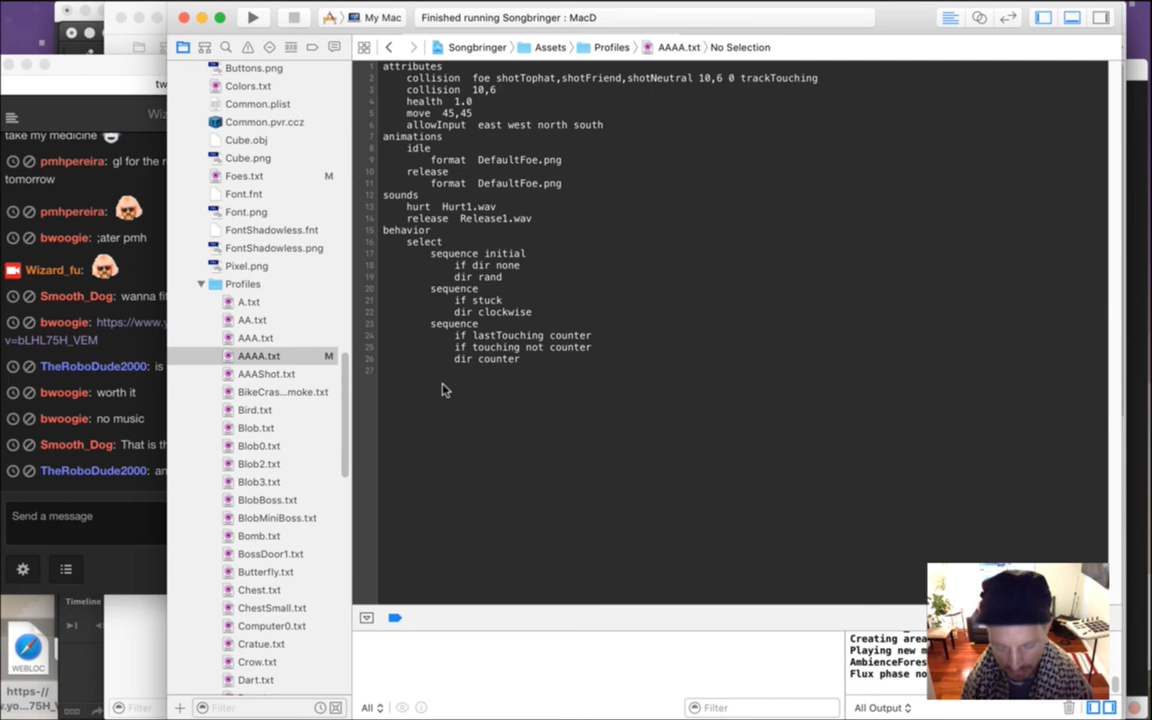 My Mac
Finished running Songbringer : MacD
Songbringer
Assets
Profiles
AAAA.txt
No Selection
tw
Wiz
take my medicine
pmhpereira: gl for the r
tomorrow
pmhpereira:
bwoogie: ;ater pmh
Wizard_fu:
Smooth_Dog: wanna fi
bwoogie: https://www.y
v=bLHL75H_VEM
TheRoboDude2000: is
bwoogie: worth it
bwoogie: no music
Smooth_Dog: That is th
TheRoboDude2000: an
Send a message
Timeline
WEBLOC
https-//
w.yo...75H_V
Filter
Buttons.png
Colors.txt
Common.plist
Common.pvr.ccz
Cube.obj
Cube.png
Foes.txt M
Font.fnt
Font.png
FontShadowless.fnt
FontShadowless.png
Pixel.png
Profiles
A.txt
AA.txt
AAA.txt
AAAA.txt M
AAAShot.txt
BikeCras...moke.txt
Bird.txt
Blob.txt
Blob0.txt
Blob2.txt
Blob3.txt
BlobBoss.txt
BlobMiniBoss.txt
Bomb.txt
BossDoor1.txt
Butterfly.txt
Chest.txt
ChestSmall.txt
Computer0.txt
Cratue.txt
Crow.txt
Dart.txt
Filter
1 attributes
2 collision foe shotTophat,shotFriend,shotNeutral 10,6 0 trackTouching
3 collision 10,6
4 health 1.0
5 move 45,45
6 allowInput east west north south
7 animations
8 idle
9 format DefaultFoe.png
10 release
11 format DefaultFoe.png
12 sounds
13 hurt Hurt1.wav
14 release Release1.wav
15 behavior
16 select
17 sequence initial
18 if dir none
19 dir rand
20 sequence
21 if stuck
22 dir clockwise
23 sequence
24 if lastTouching counter
25 if touching not counter
26 dir counter
27
Creating area
Playing new m
AmbienceFores
Flux phase no
All
Filter
All Output